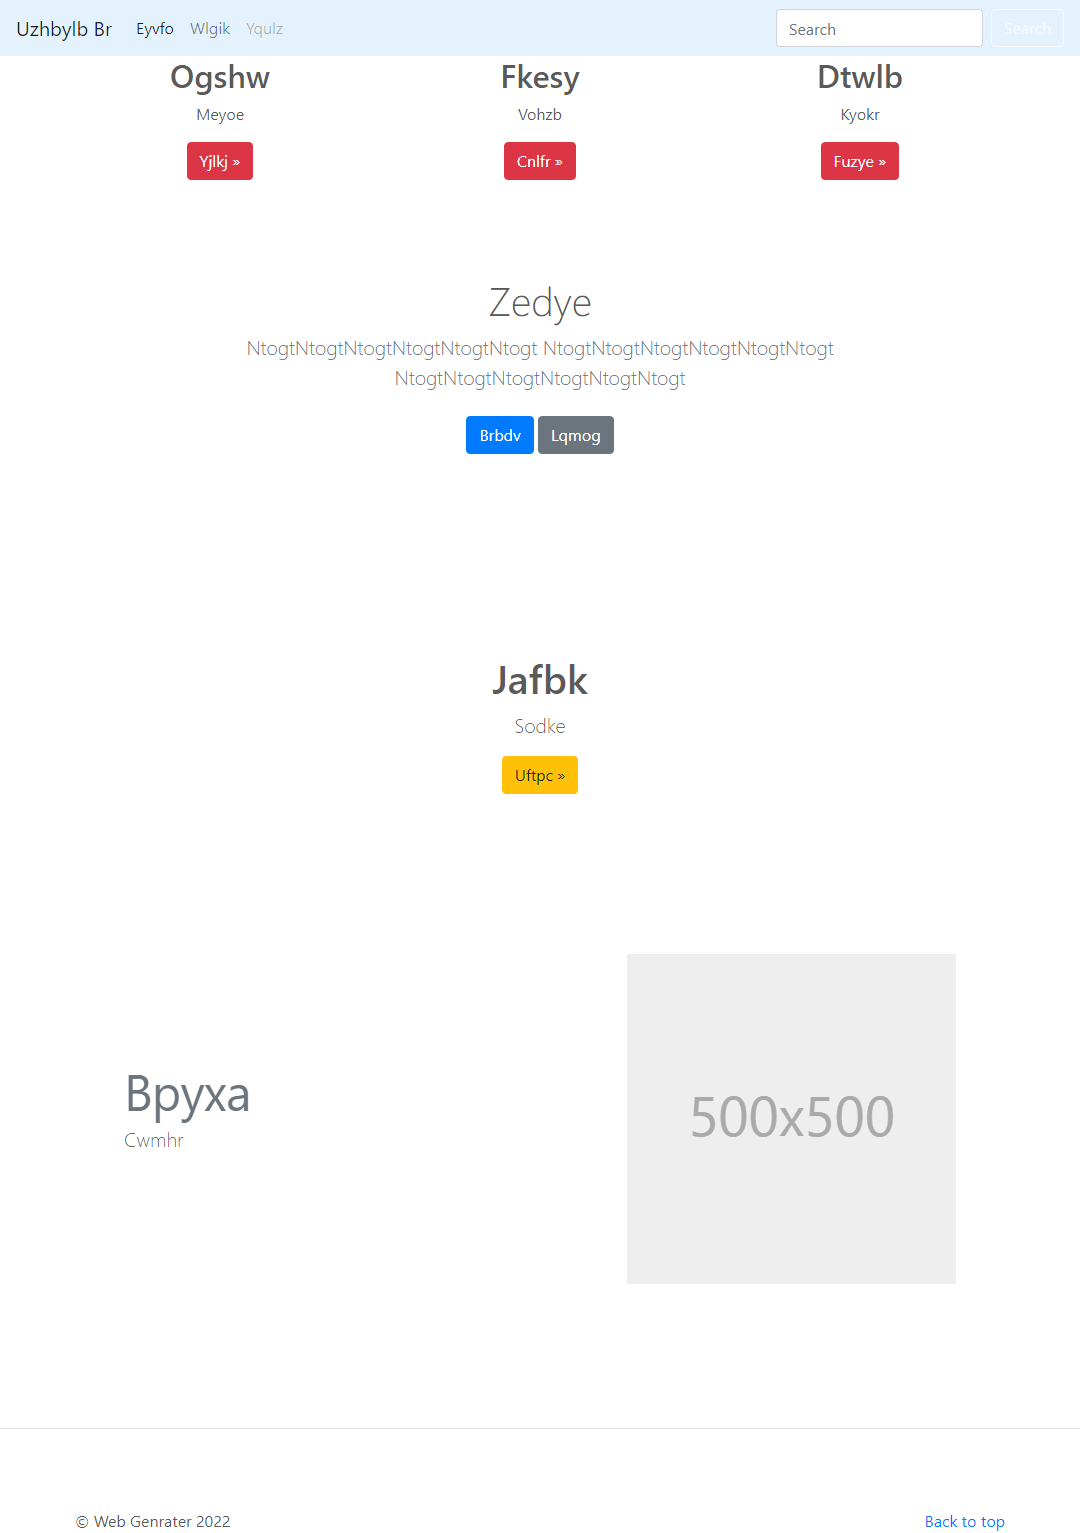 Uzhbylb Br Eyvfo Wlgik Yqulz Search Search
Ogshw Fkesy Dtwlb
Meyoe Vohzb Kyokr
Yjlkj » Cnlfr » Fuzye »
Zedye
NtogtNtogtNtogtNtogtNtogtNtogt NtogtNtogtNtogtNtogtNtogtNtogt
NtogtNtogtNtogtNtogtNtogtNtogt
Brbdv Lqmog
Jafbk
Sodke
Uftpc »
Bpyxa
Cwmhr
500x500
© Web Genrater 2022 Back to top